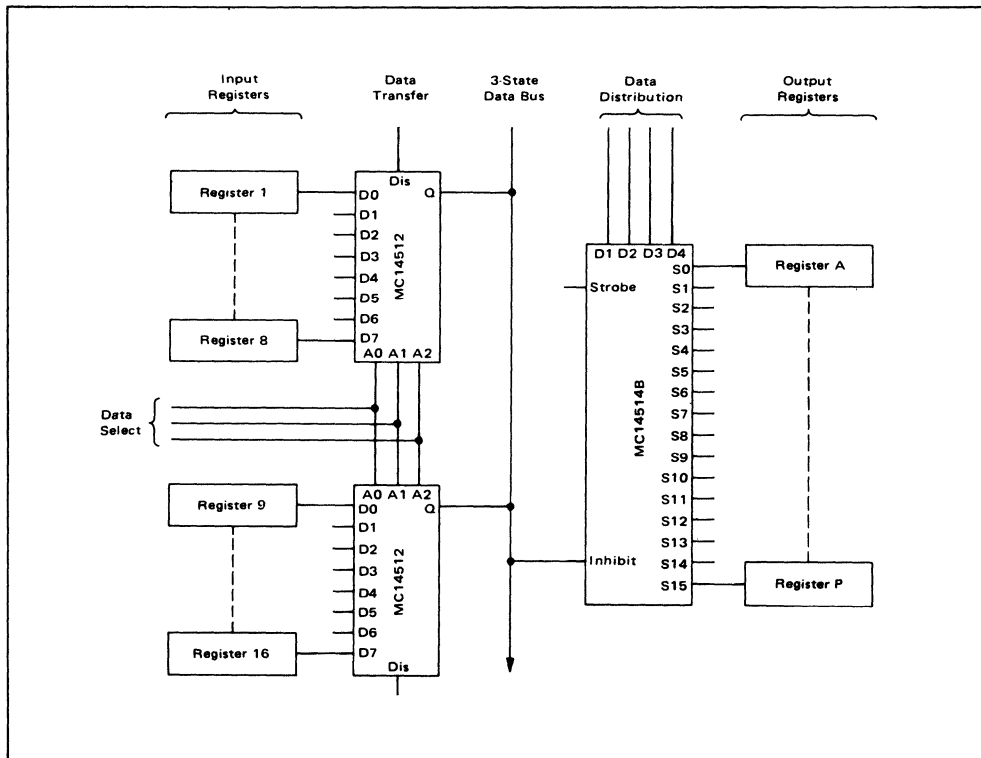 Input Registers
Data Transfer
3-State Data Bus
Data Distribution
Output Registers
Register 1
Register 8
Data Select
Register 9
Register 16
Dis
Q
D0
D1
D2
D3
D4
D5
D6
D7
MC14512
A0 A1 A2
A0 A1 A2
Q
D0
D1
D2
D3
D4
D5
D6
D7
MC14512
Dis
D1 D2 D3 D4
Strobe
Inhibit
MC14514B
S0
S1
S2
S3
S4
S5
S6
S7
S8
S9
S10
S11
S12
S13
S14
S15
Register A
Register P